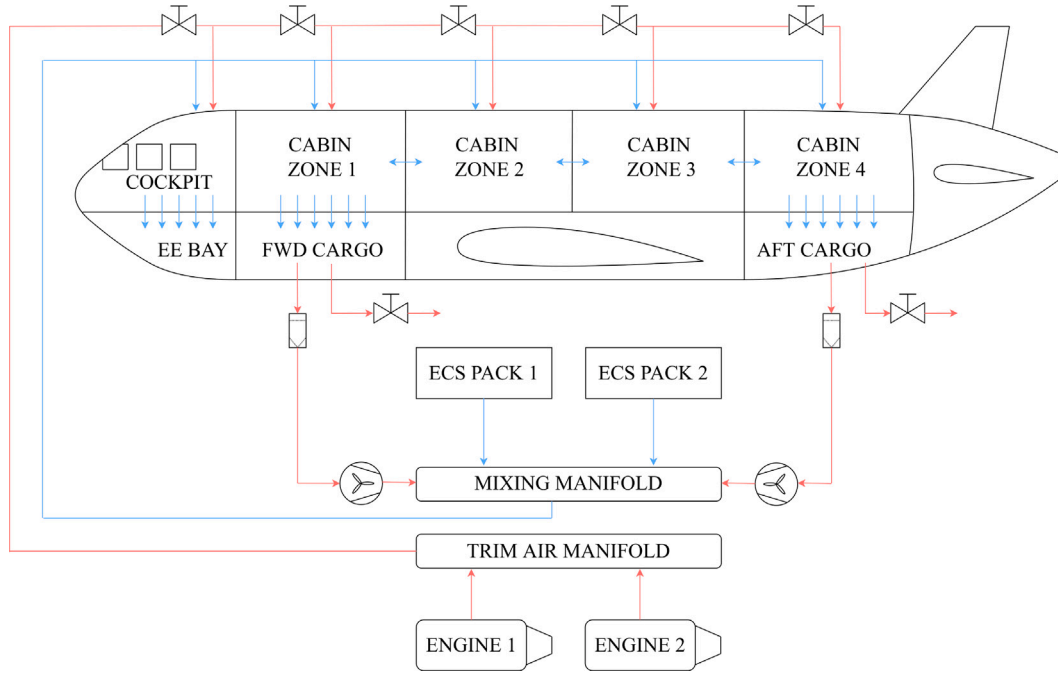 CABIN
ZONE 1
CABIN
ZONE 2
CABIN
ZONE 3
CABIN
ZONE 4
COCKPIT
EE BAY
FWD CARGO
AFT CARGO
ECS PACK 1
ECS PACK 2
MIXING MANIFOLD
TRIM AIR MANIFOLD
ENGINE 1
ENGINE 2